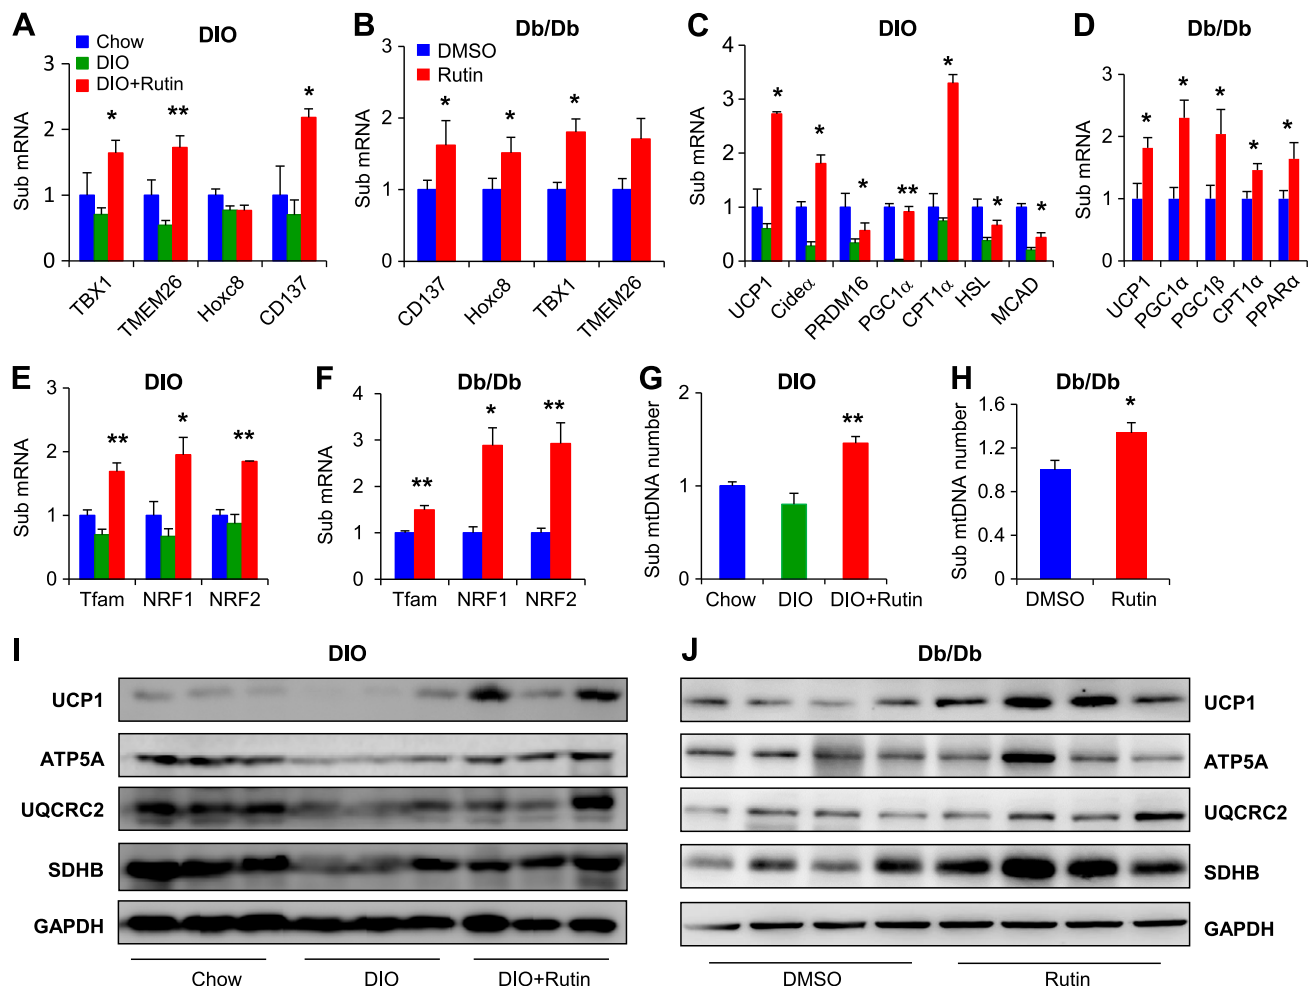 A DIO
Chow
DIO
DIO+Rutin
Sub mRNA
3
2
1
0
* ** *
TBX1 TMEM26 Hoxc8 CD137
B Db/Db
DMSO
Rutin
Sub mRNA
3
2
1
0
* * *
CD137 Hoxc8 TBX1 TMEM26
C DIO
Sub mRNA
4
3
2
1
0
* * * ** * * *
UCP1 Cideα PRDM16 PGC1α CPT1α HSL MCAD
D Db/Db
Sub mRNA
3
2
1
0
* * * * *
UCP1 PGC1α PGC1β CPT1α PPARα
E DIO
Sub mRNA
3
2
1
0
** * **
Tfam NRF1 NRF2
F Db/Db
Sub mRNA
4
3
2
1
0
** * **
Tfam NRF1 NRF2
G DIO
Sub mtDNA number
2
1
0
**
Chow DIO DIO+Rutin
H Db/Db
Sub mtDNA number
1.6
1.2
0.8
0.4
0
*
DMSO Rutin
I DIO
UCP1
ATP5A
UQCRC2
SDHB
GAPDH
Chow DIO DIO+Rutin
J Db/Db
UCP1
ATP5A
UQCRC2
SDHB
GAPDH
DMSO Rutin